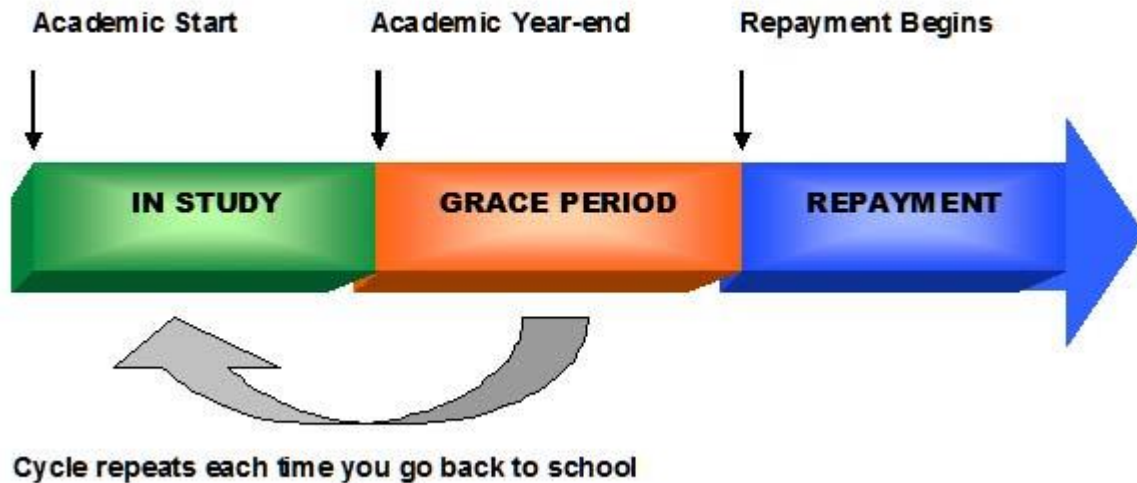 Academic Start
Academic Year-end
Repayment Begins
IN STUDY
GRACE PERIOD
REPAYMENT
Cycle repeats each time you go back to school